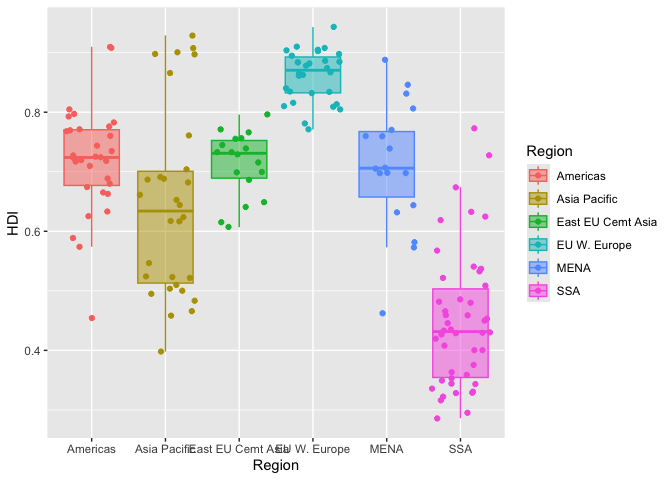 HDI
0.8
0.6
0.4
Americas Asia Pacific East EU Cemt Asia EU W. Europe MENA SSA
Region
Region
Americas
Asia Pacific
East EU Cemt Asia
EU W. Europe
MENA
SSA